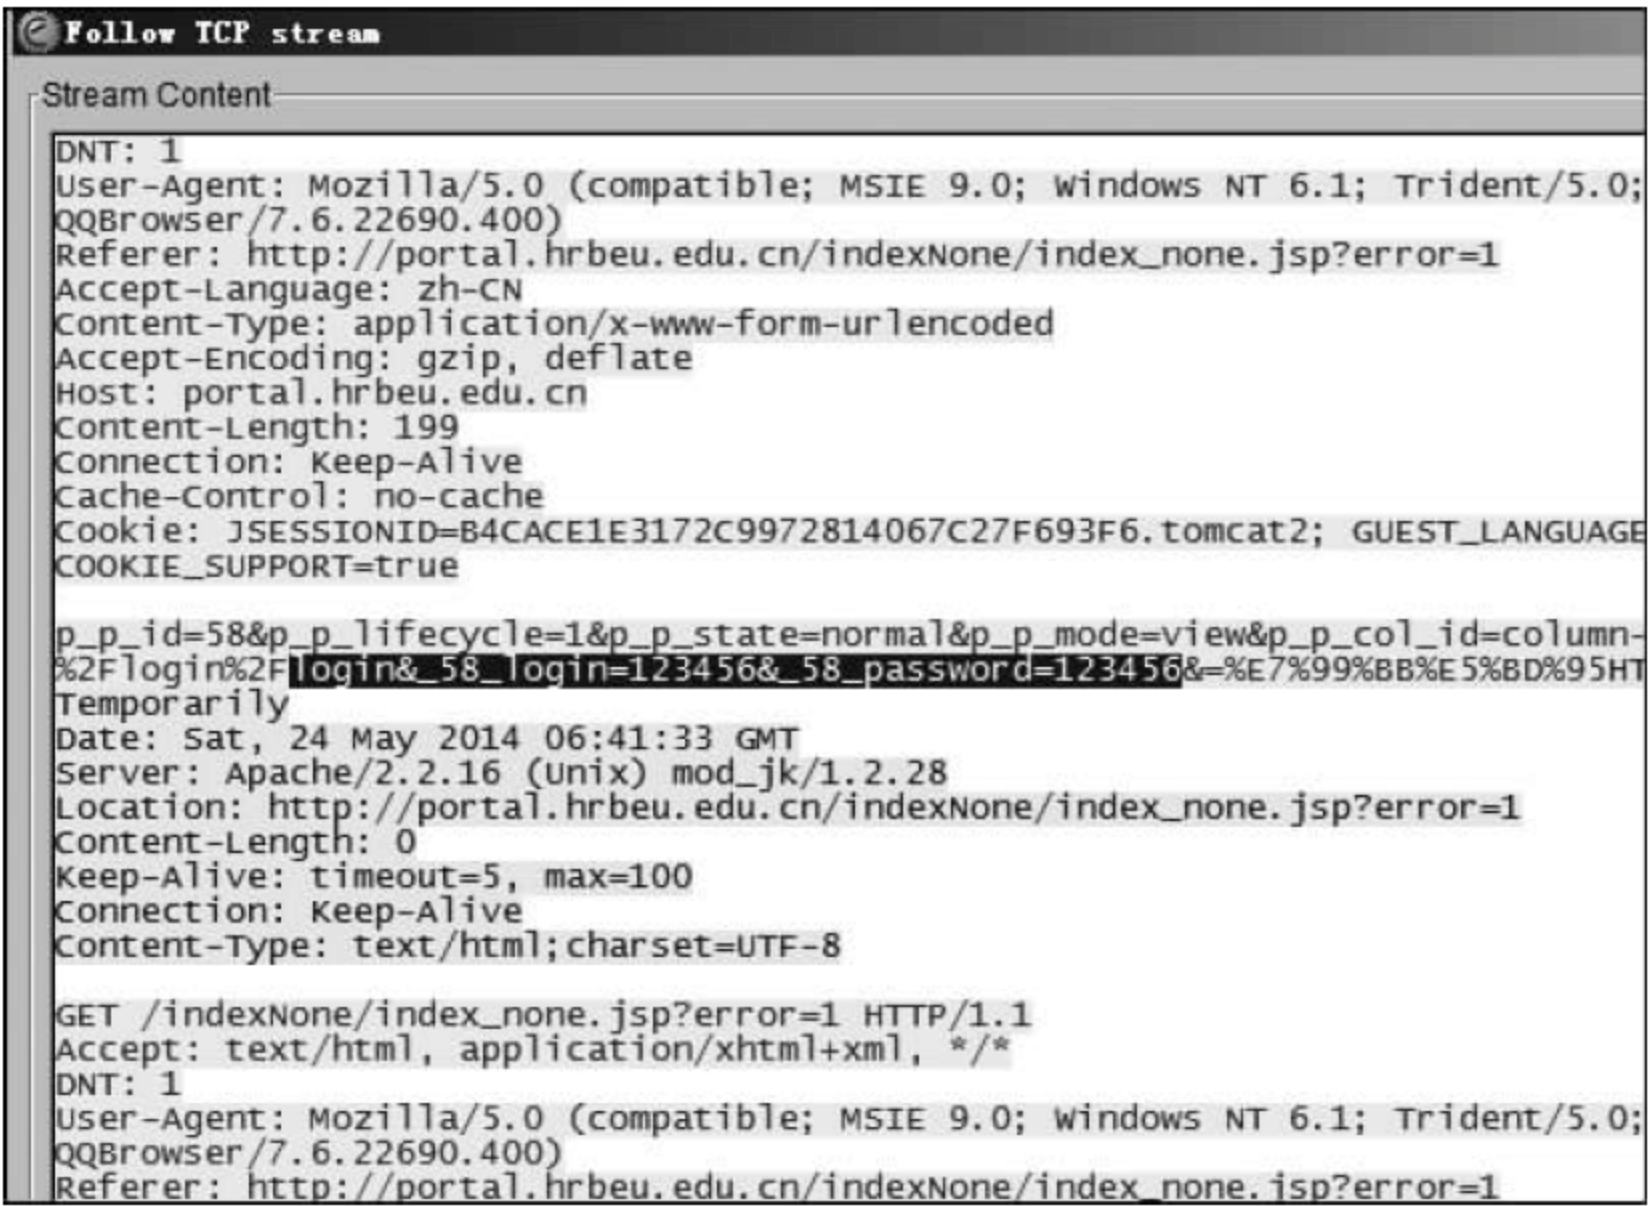 Follow TCP stream
Stream Content
DNT: 1
User-Agent: Mozilla/5.0 (compatible; MSIE 9.0; Windows NT 6.1; Trident/5.0;
QQBrowser/7.6.22690.400)
Referer: http://portal.hrbeu.edu.cn/indexNone/index_none.jsp?error=1
Accept-Language: zh-CN
Content-Type: application/x-www-form-urlencoded
Accept-Encoding: gzip, deflate
Host: portal.hrbeu.edu.cn
Content-Length: 199
Connection: Keep-Alive
Cache-Control: no-cache
Cookie: JSESSIONID=B4CACE1E3172C9972814067C27F693F6.tomcat2; GUEST_LANGUAGE
COOKIE_SUPPORT=true
p_p_id=58&p_p_lifecycle=1&p_p_state=normal&p_p_mode=view&p_p_col_id=column-
%2Flogin%2Flogin&_58_login=123456&_58_password=123456&=%E7%99%BB%E5%BD%95HT
Temporarily
Date: Sat, 24 May 2014 06:41:33 GMT
Server: Apache/2.2.16 (Unix) mod_jk/1.2.28
Location: http://portal.hrbeu.edu.cn/indexNone/index_none.jsp?error=1
Content-Length: 0
Keep-Alive: timeout=5, max=100
Connection: Keep-Alive
Content-Type: text/html;charset=UTF-8
GET /indexNone/index_none.jsp?error=1 HTTP/1.1
Accept: text/html, application/xhtml+xml, */*
DNT: 1
User-Agent: Mozilla/5.0 (compatible; MSIE 9.0; Windows NT 6.1; Trident/5.0;
QQBrowser/7.6.22690.400)
Referer: http://portal.hrbeu.edu.cn/indexNone/index_none.jsp?error=1